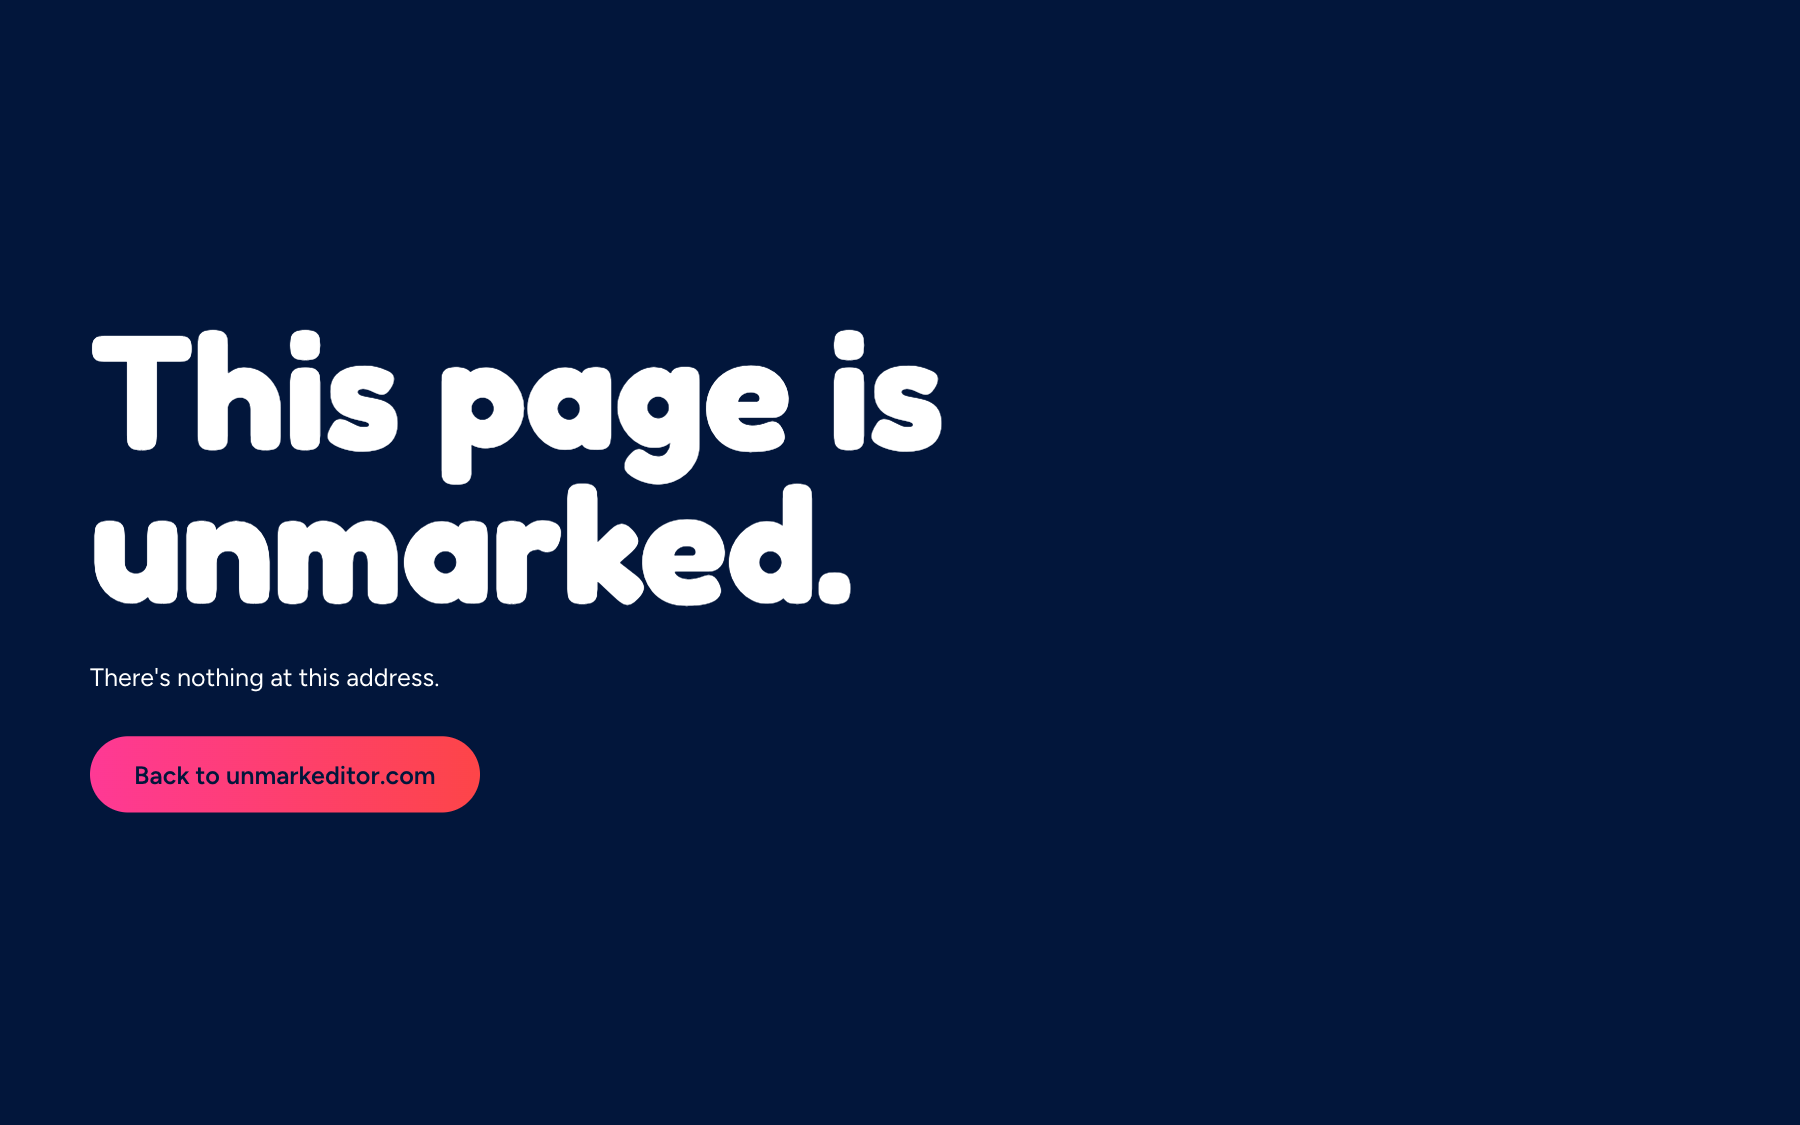 This page is
unmarked.
There's nothing at this address.
Back to unmarkeditor.com